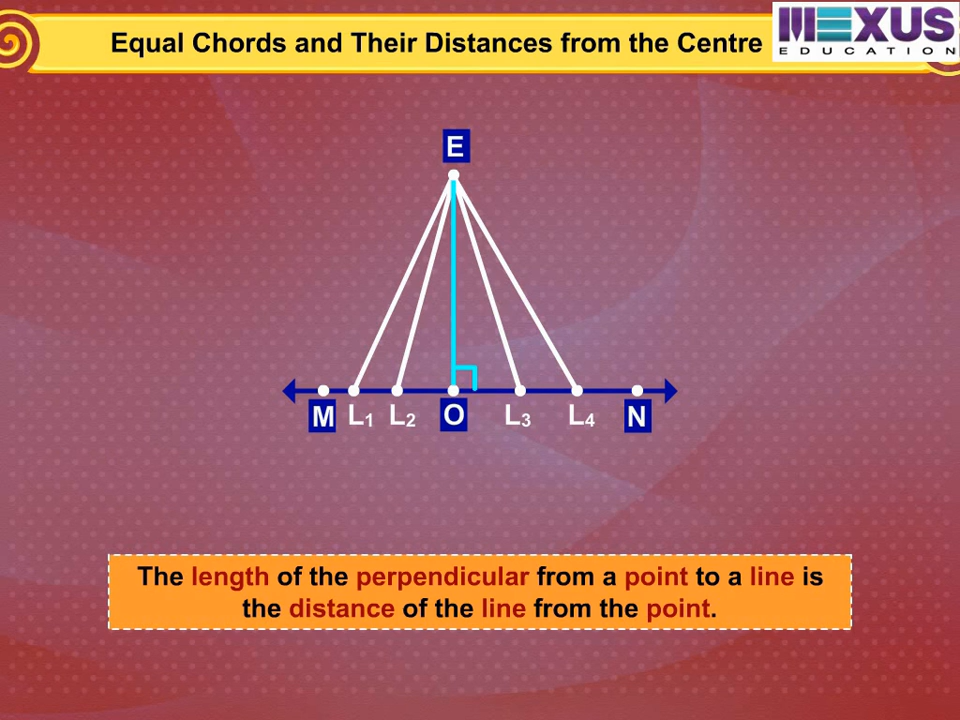 Equal Chords and Their Distances from the Centre
MEXUS
EDUCATION
E
M L₁ L₂ O L₃ L₄ N
The length of the perpendicular from a point to a line is
the distance of the line from the point.